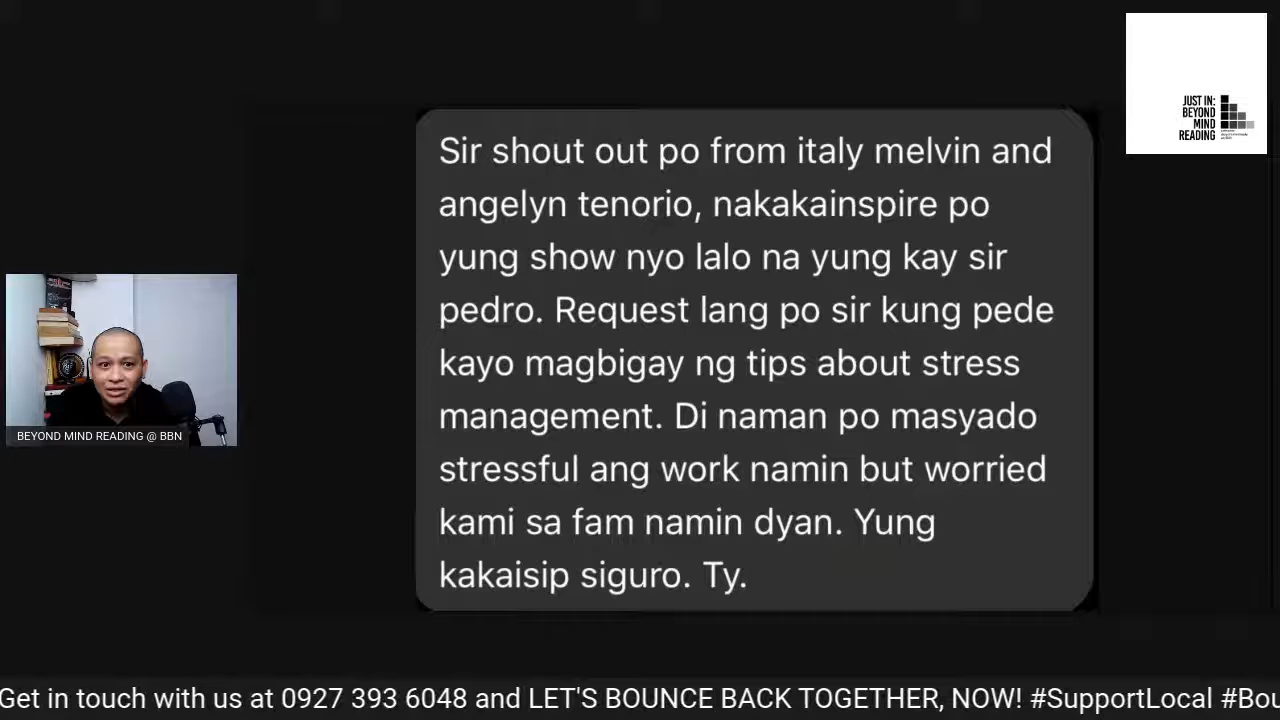 JUST IN:
BEYOND
MIND
READING
Sir shout out po from italy melvin and
angelyn tenorio, nakakainspire po
yung show nyo lalo na yung kay sir
pedro. Request lang po sir kung pede
kayo magbigay ng tips about stress
management. Di naman po masyado
stressful ang work namin but worried
kami sa fam namin dyan. Yung
kakaisip siguro. Ty.
BEYOND MIND READING @ BBN
Get in touch with us at 0927 393 6048 and LET'S BOUNCE BACK TOGETHER, NOW! #SupportLocal #Bou